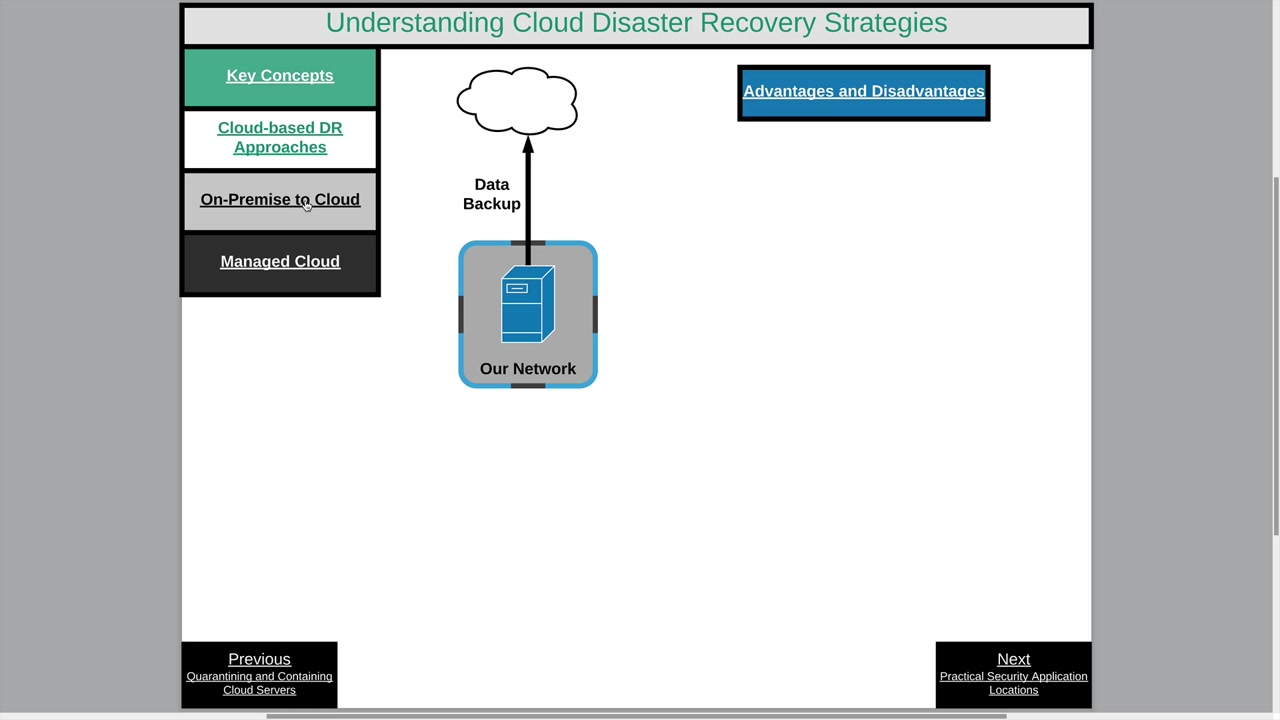 Understanding Cloud Disaster Recovery Strategies
Key Concepts
Cloud-based DR
Approaches
On-Premise to Cloud
Managed Cloud
Advantages and Disadvantages
Data
Backup
Our Network
Previous
Quarantining and Containing
Cloud Servers
Next
Practical Security Application
Locations